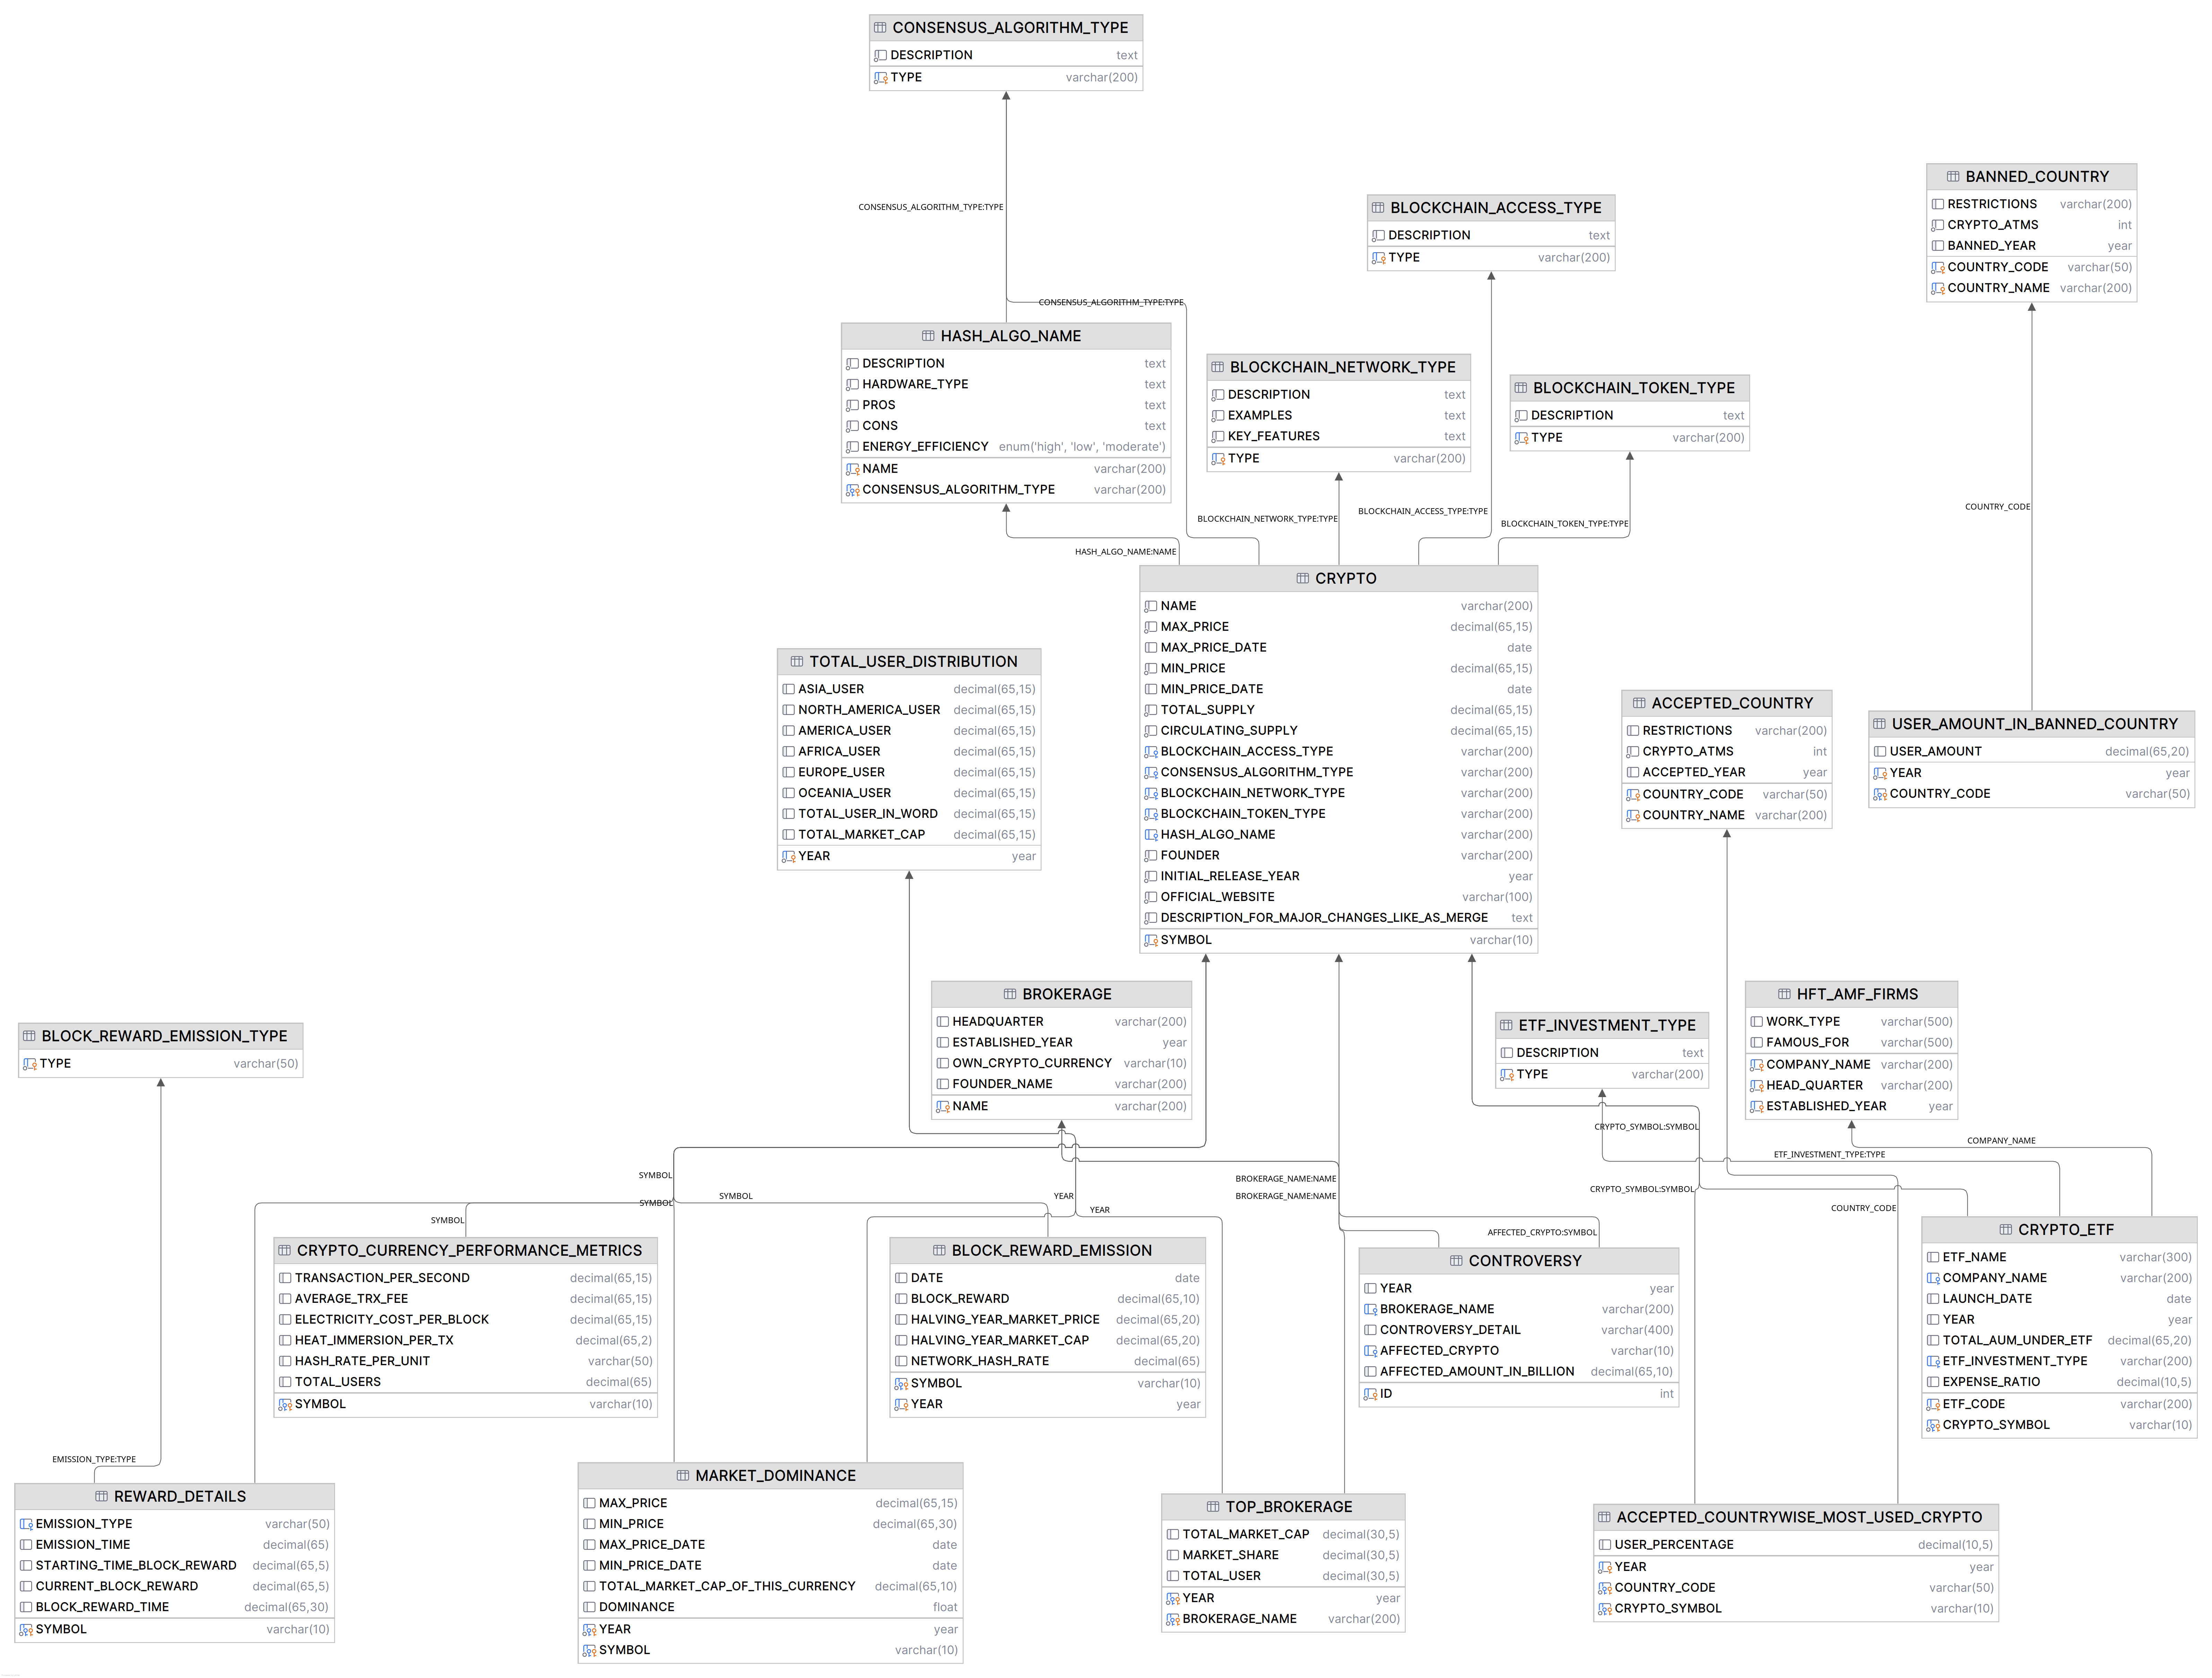 CONSENSUS_ALGORITHM_TYPE
DESCRIPTION text
TYPE varchar(200)
CONSENSUS_ALGORITHM_TYPE:TYPE
CONSENSUS_ALGORITHM_TYPE:TYPE
BLOCKCHAIN_ACCESS_TYPE
DESCRIPTION text
TYPE varchar(200)
BANNED_COUNTRY
RESTRICTIONS varchar(200)
CRYPTO_ATMS int
BANNED_YEAR year
COUNTRY_CODE varchar(50)
COUNTRY_NAME varchar(200)
HASH_ALGO_NAME
DESCRIPTION text
HARDWARE_TYPE text
PROS text
CONS text
ENERGY_EFFICIENCY enum('high', 'low', 'moderate')
NAME varchar(200)
CONSENSUS_ALGORITHM_TYPE varchar(200)
BLOCKCHAIN_NETWORK_TYPE
DESCRIPTION text
EXAMPLES text
KEY_FEATURES text
TYPE varchar(200)
BLOCKCHAIN_TOKEN_TYPE
DESCRIPTION text
TYPE varchar(200)
COUNTRY_CODE
HASH_ALGO_NAME:NAME
BLOCKCHAIN_NETWORK_TYPE:TYPE
BLOCKCHAIN_ACCESS_TYPE:TYPE
BLOCKCHAIN_TOKEN_TYPE:TYPE
CRYPTO
NAME varchar(200)
MAX_PRICE decimal(65,15)
MAX_PRICE_DATE date
MIN_PRICE decimal(65,15)
MIN_PRICE_DATE date
TOTAL_SUPPLY decimal(65,15)
CIRCULATING_SUPPLY decimal(65,15)
BLOCKCHAIN_ACCESS_TYPE varchar(200)
CONSENSUS_ALGORITHM_TYPE varchar(200)
BLOCKCHAIN_NETWORK_TYPE varchar(200)
BLOCKCHAIN_TOKEN_TYPE varchar(200)
HASH_ALGO_NAME varchar(200)
FOUNDER varchar(200)
INITIAL_RELEASE_YEAR year
OFFICIAL_WEBSITE varchar(100)
DESCRIPTION_FOR_MAJOR_CHANGES_LIKE_AS_MERGE text
SYMBOL varchar(10)
TOTAL_USER_DISTRIBUTION
ASIA_USER decimal(65,15)
NORTH_AMERICA_USER decimal(65,15)
AMERICA_USER decimal(65,15)
AFRICA_USER decimal(65,15)
EUROPE_USER decimal(65,15)
OCEANIA_USER decimal(65,15)
TOTAL_USER_IN_WORD decimal(65,15)
TOTAL_MARKET_CAP decimal(65,15)
YEAR year
ACCEPTED_COUNTRY
RESTRICTIONS varchar(200)
CRYPTO_ATMS int
ACCEPTED_YEAR year
COUNTRY_CODE varchar(50)
COUNTRY_NAME varchar(200)
USER_AMOUNT_IN_BANNED_COUNTRY
USER_AMOUNT decimal(65,20)
YEAR year
COUNTRY_CODE varchar(50)
BLOCK_REWARD_EMISSION_TYPE
TYPE varchar(50)
BROKERAGE
HEADQUARTER varchar(200)
ESTABLISHED_YEAR year
OWN_CRYPTO_CURRENCY varchar(10)
FOUNDER_NAME varchar(200)
NAME varchar(200)
ETF_INVESTMENT_TYPE
DESCRIPTION text
TYPE varchar(200)
HFT_AMF_FIRMS
WORK_TYPE varchar(500)
FAMOUS_FOR varchar(500)
COMPANY_NAME varchar(200)
HEAD_QUARTER varchar(200)
ESTABLISHED_YEAR year
CRYPTO_SYMBOL:SYMBOL
COMPANY_NAME
ETF_INVESTMENT_TYPE:TYPE
SYMBOL
BROKERAGE_NAME:NAME
CRYPTO_SYMBOL:SYMBOL
SYMBOL
YEAR
BROKERAGE_NAME:NAME
SYMBOL
YEAR
COUNTRY_CODE
SYMBOL
AFFECTED_CRYPTO:SYMBOL
CRYPTO_CURRENCY_PERFORMANCE_METRICS
TRANSACTION_PER_SECOND decimal(65,15)
AVERAGE_TRX_FEE decimal(65,15)
ELECTRICITY_COST_PER_BLOCK decimal(65,15)
HEAT_IMMERSION_PER_TX decimal(65,2)
HASH_RATE_PER_UNIT varchar(50)
TOTAL_USERS decimal(65)
SYMBOL varchar(10)
BLOCK_REWARD_EMISSION
DATE date
BLOCK_REWARD decimal(65,10)
HALVING_YEAR_MARKET_PRICE decimal(65,20)
HALVING_YEAR_MARKET_CAP decimal(65,20)
NETWORK_HASH_RATE decimal(65)
SYMBOL varchar(10)
YEAR year
CONTROVERSY
YEAR year
BROKERAGE_NAME varchar(200)
CONTROVERSY_DETAIL varchar(400)
AFFECTED_CRYPTO varchar(10)
AFFECTED_AMOUNT_IN_BILLION decimal(65,10)
ID int
CRYPTO_ETF
ETF_NAME varchar(300)
COMPANY_NAME varchar(200)
LAUNCH_DATE date
YEAR year
TOTAL_AUM_UNDER_ETF decimal(65,20)
ETF_INVESTMENT_TYPE varchar(200)
EXPENSE_RATIO decimal(10,5)
ETF_CODE varchar(200)
CRYPTO_SYMBOL varchar(10)
EMISSION_TYPE:TYPE
REWARD_DETAILS
EMISSION_TYPE varchar(50)
EMISSION_TIME decimal(65)
STARTING_TIME_BLOCK_REWARD decimal(65,5)
CURRENT_BLOCK_REWARD decimal(65,5)
BLOCK_REWARD_TIME decimal(65,30)
SYMBOL varchar(10)
MARKET_DOMINANCE
MAX_PRICE decimal(65,15)
MIN_PRICE decimal(65,30)
MAX_PRICE_DATE date
MIN_PRICE_DATE date
TOTAL_MARKET_CAP_OF_THIS_CURRENCY decimal(65,10)
DOMINANCE float
YEAR year
SYMBOL varchar(10)
TOP_BROKERAGE
TOTAL_MARKET_CAP decimal(30,5)
MARKET_SHARE decimal(30,5)
TOTAL_USER decimal(30,5)
YEAR year
BROKERAGE_NAME varchar(200)
ACCEPTED_COUNTRYWISE_MOST_USED_CRYPTO
USER_PERCENTAGE decimal(10,5)
YEAR year
COUNTRY_CODE varchar(50)
CRYPTO_SYMBOL varchar(10)